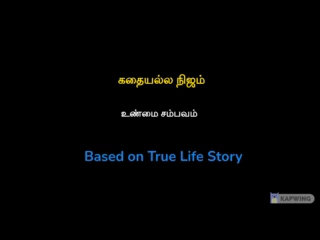 கதையல்ல நிஜம்
உண்மை சம்பவம்
Based on True Life Story
KAPWING